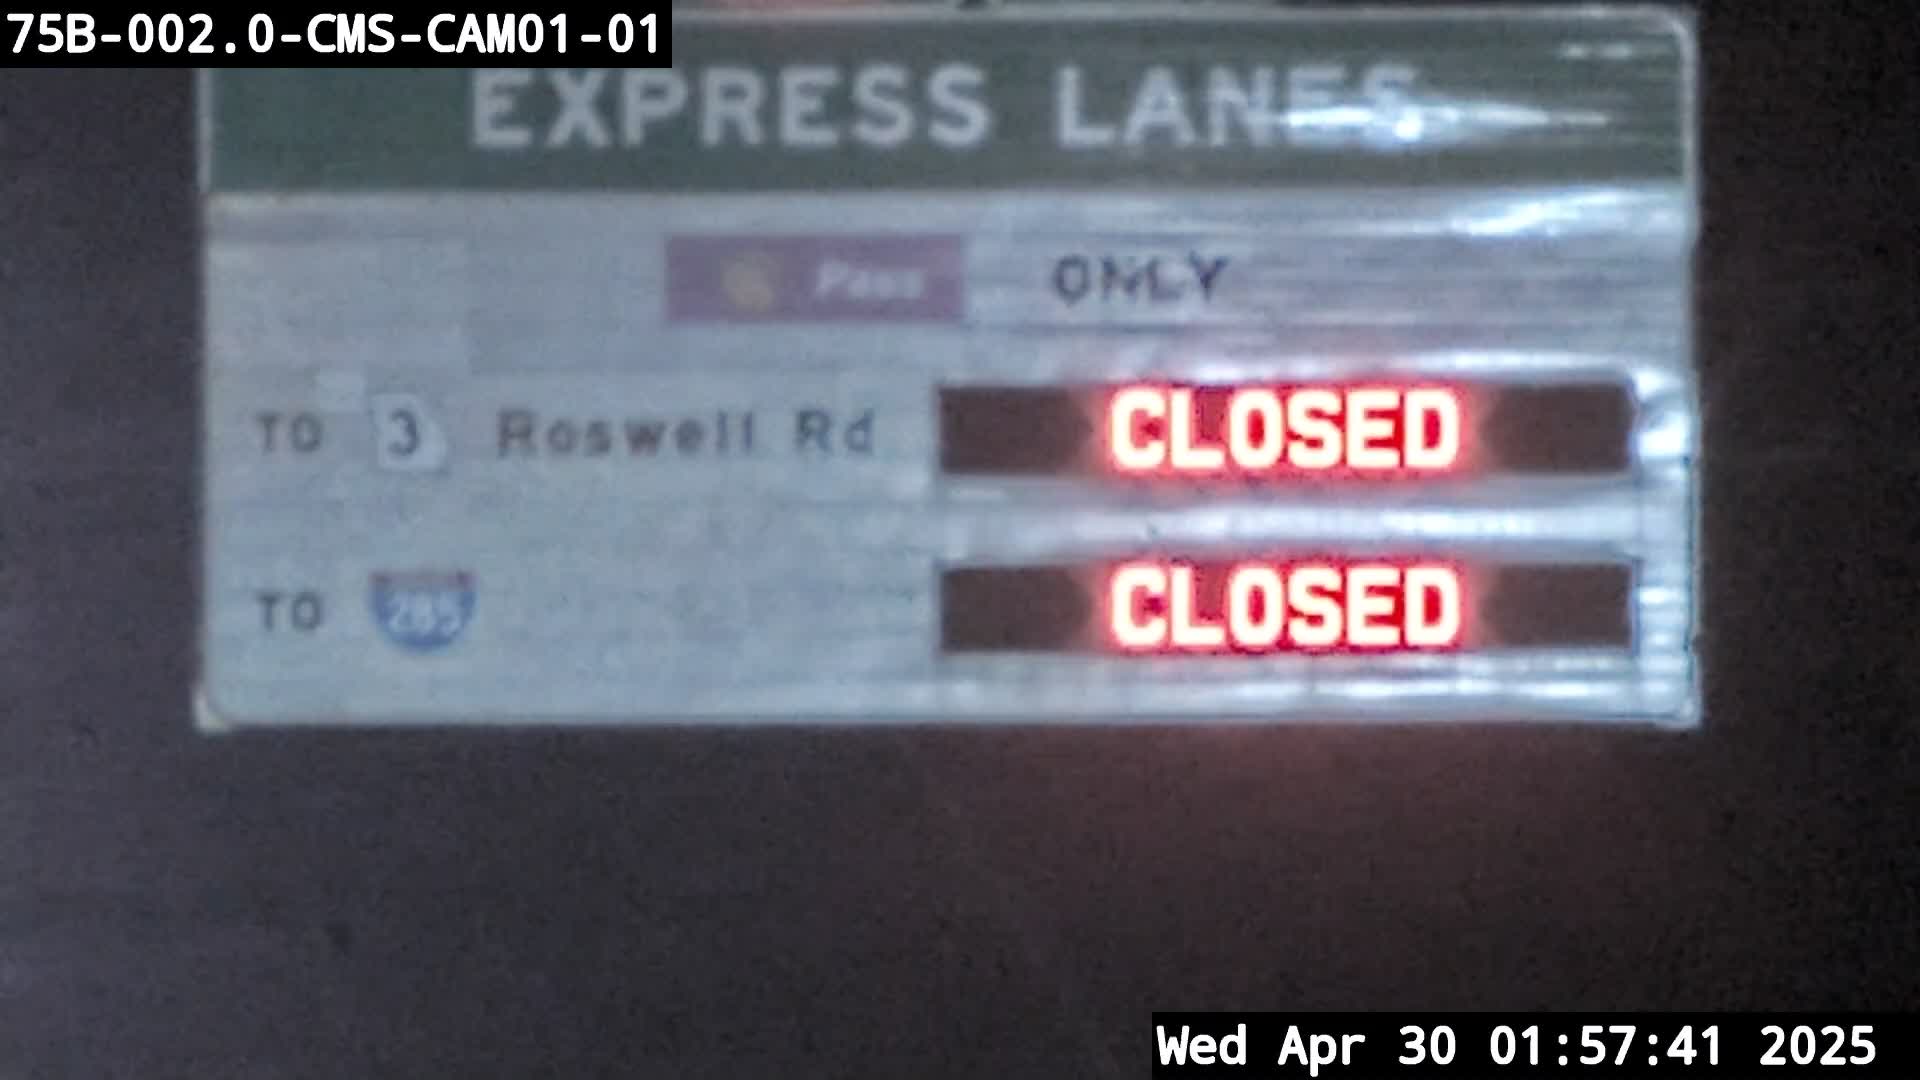 75B-002.0-CMS-CAM01-01
EXPRESS LANES
Pass ONLY
TO 3 Roswell Rd CLOSED
TO 285 CLOSED
Wed Apr 30 01:57:41 2025